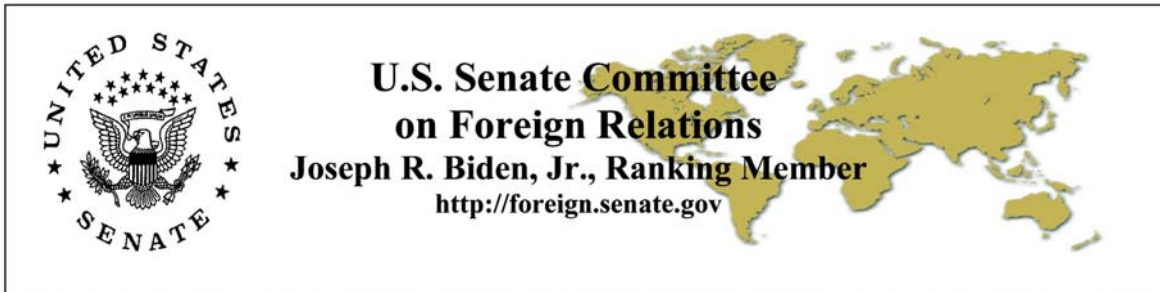 UNITED STATES
SENATE
U.S. Senate Committee
on Foreign Relations
Joseph R. Biden, Jr., Ranking Member
http://foreign.senate.gov